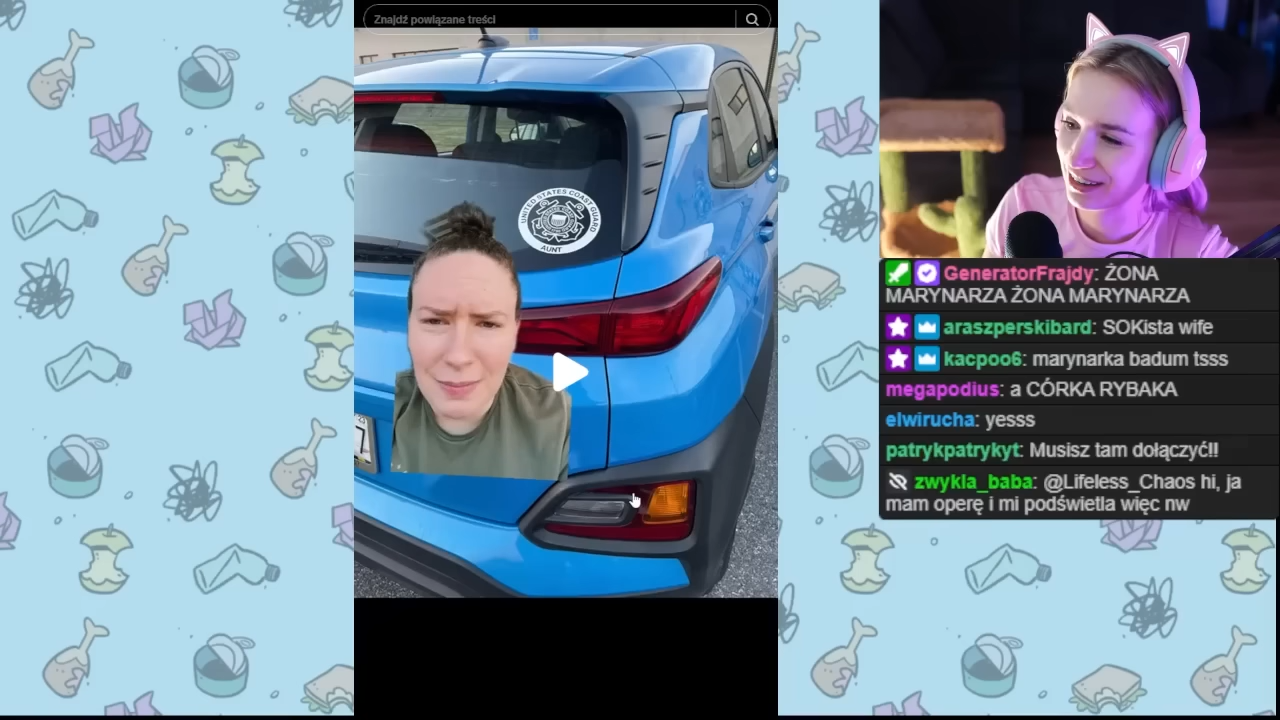 Znajdź powiązane treści
UNITED STATES COAST GUARD
AUNT
7
GeneratorFrajdy: ŻONA
MARYNARZA ŻONA MARYNARZA
araszperskibard: SOKista wife
kacpoo6: marynarka badum tsss
megapodius: a CÓRKA RYBAKA
elwirucha: yesss
patrykpatrykyt: Musisz tam dołączyć!!
zwykla_baba: @Lifeless_Chaos hi, ja
mam operę i mi podświetla więc nw